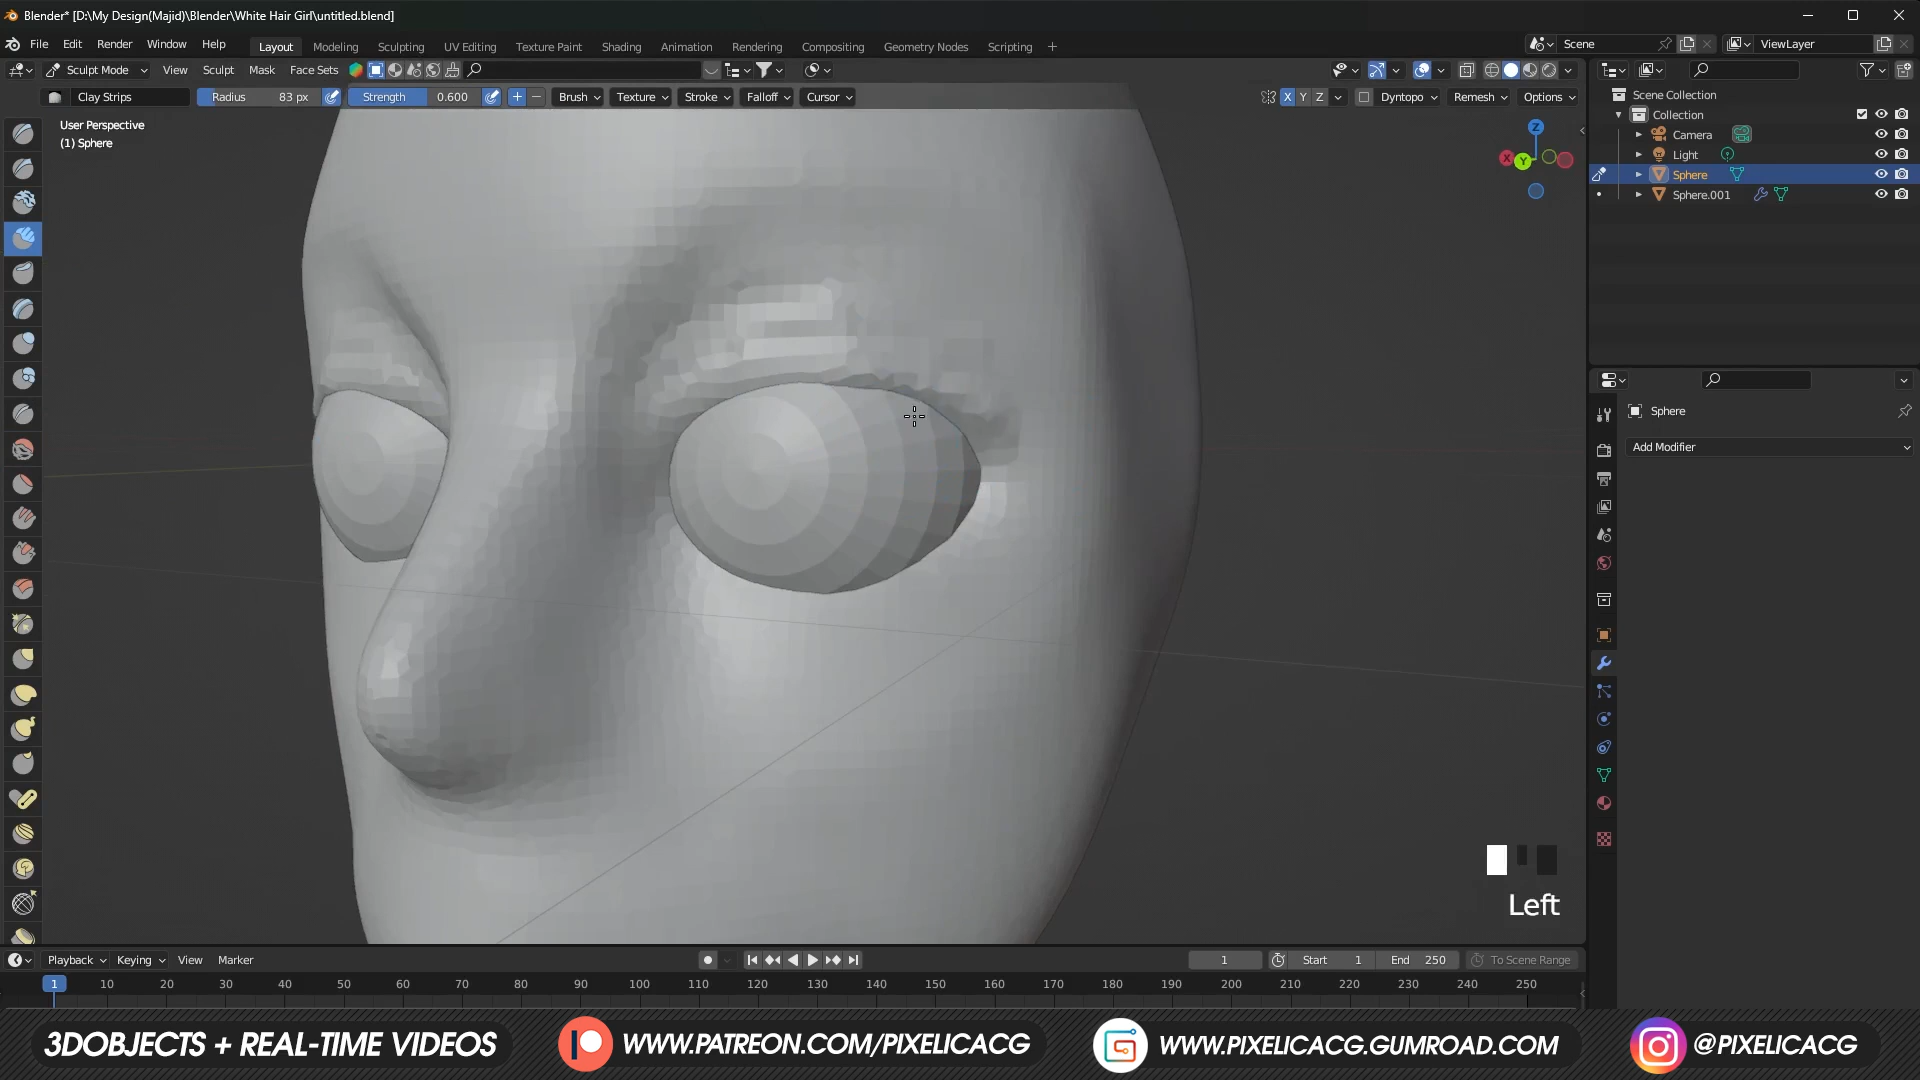 Blender* [D:\My Design(Majid)\Blender\White Hair Girl\untitled.blend]
File Edit Render Window Help
Layout Modeling Sculpting UV Editing Texture Paint Shading Animation Rendering Compositing Geometry Nodes Scripting +
Scene
ViewLayer
Sculpt Mode View Sculpt Mask Face Sets
Clay Strips Radius 83 px Strength 0.600 + − Brush Texture Stroke Falloff Cursor
X Y Z Dyntopo Remesh Options
User Perspective
(1) Sphere
Z
X Y
Scene Collection
Collection
Camera
Light
Sphere
Sphere.001
Sphere
Add Modifier
Left
Playback Keying View Marker
1 Start 1 End 250 To Scene Range
1 10 20 30 40 50 60 70 80 90 100 110 120 130 140 150 160 170 180 190 200 210 220 230 240 250
3DOBJECTS + REAL-TIME VIDEOS
WWW.PATREON.COM/PIXELICACG
WWW.PIXELICACG.GUMROAD.COM
@PIXELICACG